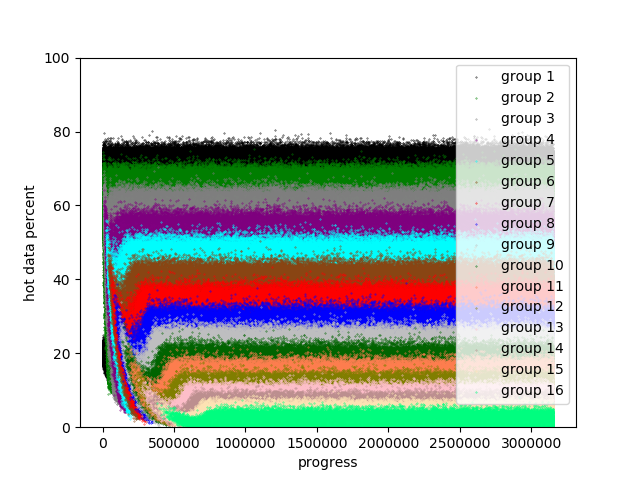 100
80
60
40
20
0
hot data percent
0
500000
1000000
1500000
2000000
2500000
3000000
progress
group 1
group 2
group 3
group 4
group 5
group 6
group 7
group 8
group 9
group 10
group 11
group 12
group 13
group 14
group 15
group 16